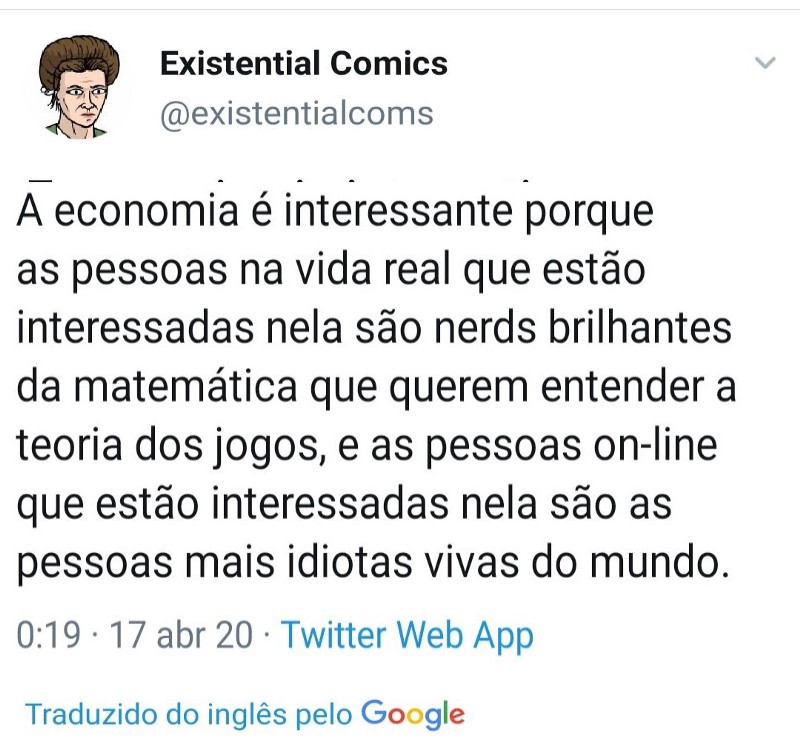 Existential Comics
@existentialcoms
A economia é interessante porque
as pessoas na vida real que estão
interessadas nela são nerds brilhantes
da matemática que querem entender a
teoria dos jogos, e as pessoas on-line
que estão interessadas nela são as
pessoas mais idiotas vivas do mundo.
0:19 · 17 abr 20 · Twitter Web App
Traduzido do inglês pelo Google